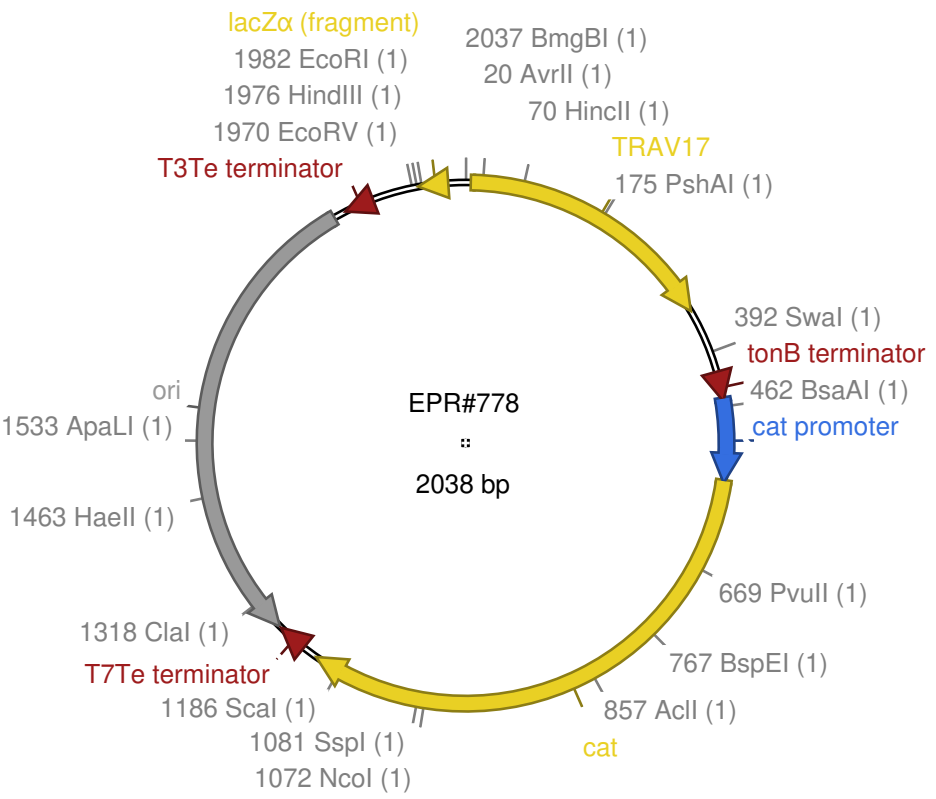 lacZα (fragment)
1982 EcoRI (1)
1976 HindIII (1)
1970 EcoRV (1)
T3Te terminator
2037 BmgBI (1)
20 AvrII (1)
70 HincII (1)
TRAV17
175 PshAI (1)
392 SwaI (1)
tonB terminator
462 BsaAI (1)
cat promoter
EPR#778
2038 bp
ori
1533 ApaLI (1)
1463 HaeII (1)
669 PvuII (1)
767 BspEI (1)
857 AclI (1)
cat
1318 ClaI (1)
T7Te terminator
1186 ScaI (1)
1081 SspI (1)
1072 NcoI (1)